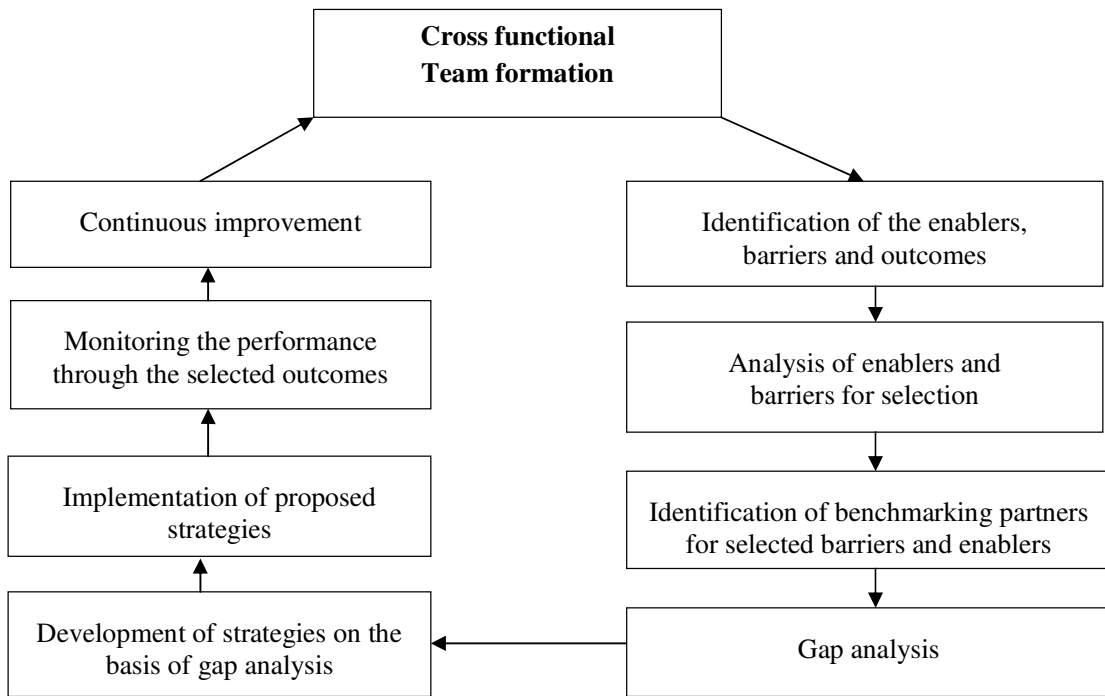 Cross functional
Team formation
Continuous improvement
Identification of the enablers,
barriers and outcomes
Monitoring the performance
through the selected outcomes
Analysis of enablers and
barriers for selection
Implementation of proposed
strategies
Identification of benchmarking partners
for selected barriers and enablers
Development of strategies on the
basis of gap analysis
Gap analysis